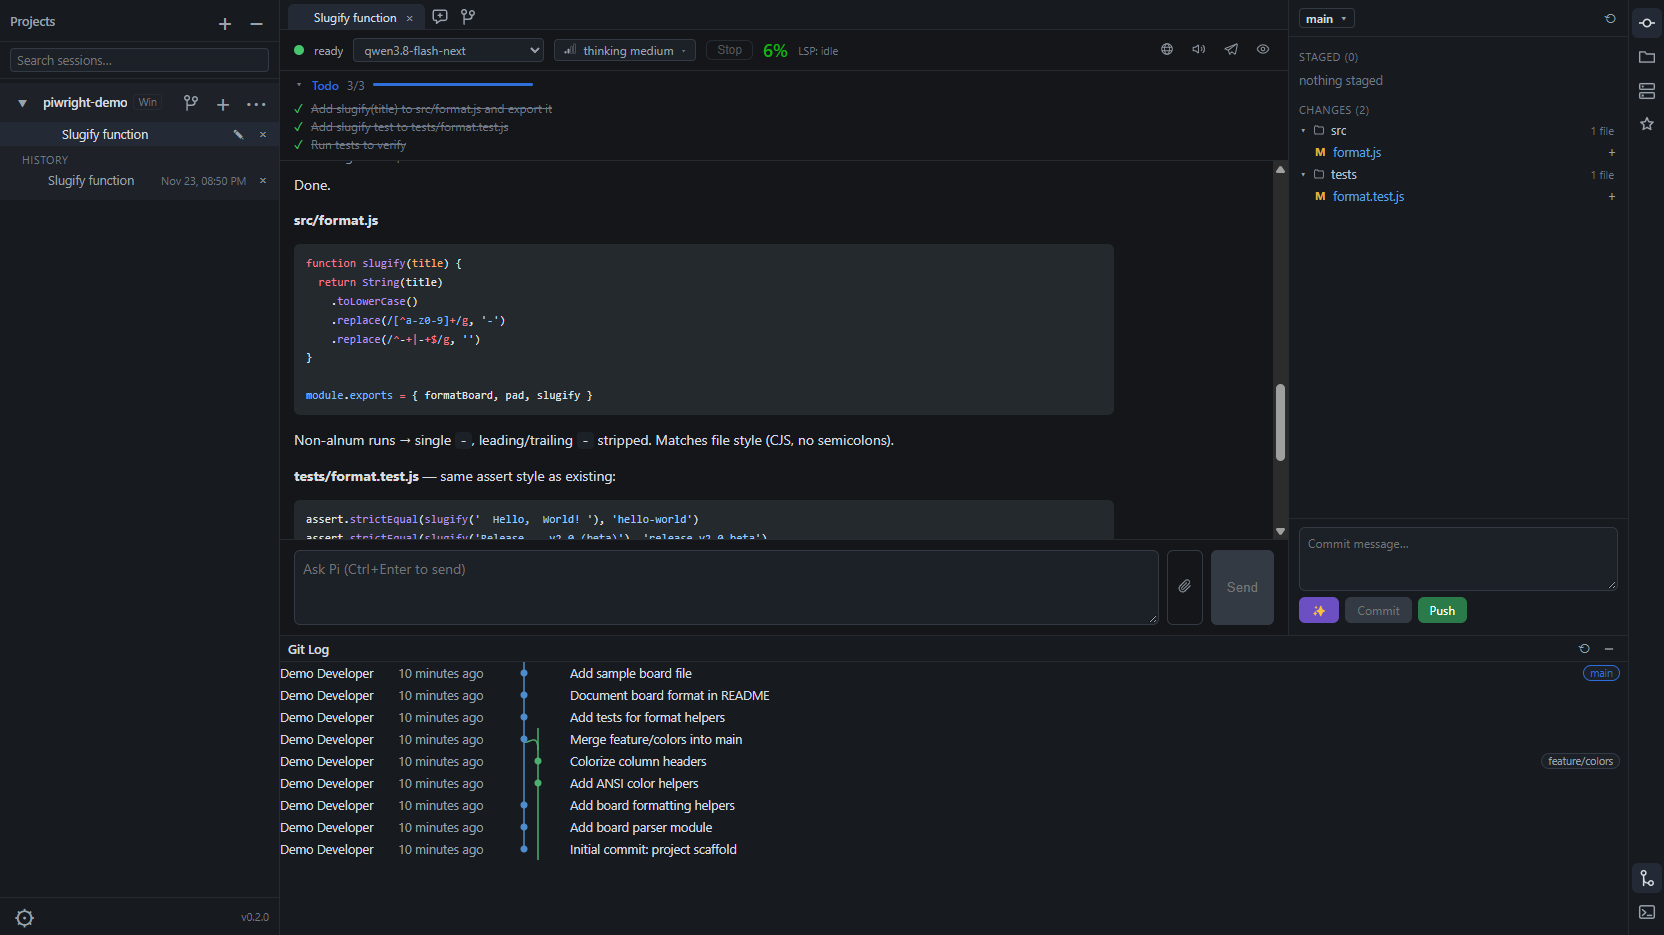 Projects
Search sessions...
piwright-demo Win
Slugify function
HISTORY
Slugify function Nov 23, 08:50 PM
v0.2.0
Slugify function
ready qwen3.8-flash-next thinking medium Stop 6% LSP: idle
Todo 3/3
Add slugify(title) to src/format.js and export it
Add slugify test to tests/format.test.js
Run tests to verify
Done.
src/format.js
function slugify(title) {
return String(title)
.toLowerCase()
.replace(/[^a-z0-9]+/g, '-')
.replace(/^-+|-+$/g, '')
}
module.exports = { formatBoard, pad, slugify }
Non-alnum runs → single -, leading/trailing - stripped. Matches file style (CJS, no semicolons).
tests/format.test.js — same assert style as existing:
assert.strictEqual(slugify('  Hello,  World! '), 'hello-world')
Ask Pi (Ctrl+Enter to send)
Send
main
STAGED (0)
nothing staged
CHANGES (2)
src 1 file
M format.js +
tests 1 file
M format.test.js +
Commit message...
Commit Push
Git Log
Demo Developer 10 minutes ago Add sample board file main
Demo Developer 10 minutes ago Document board format in README
Demo Developer 10 minutes ago Add tests for format helpers
Demo Developer 10 minutes ago Merge feature/colors into main
Demo Developer 10 minutes ago Colorize column headers feature/colors
Demo Developer 10 minutes ago Add ANSI color helpers
Demo Developer 10 minutes ago Add board formatting helpers
Demo Developer 10 minutes ago Add board parser module
Demo Developer 10 minutes ago Initial commit: project scaffold